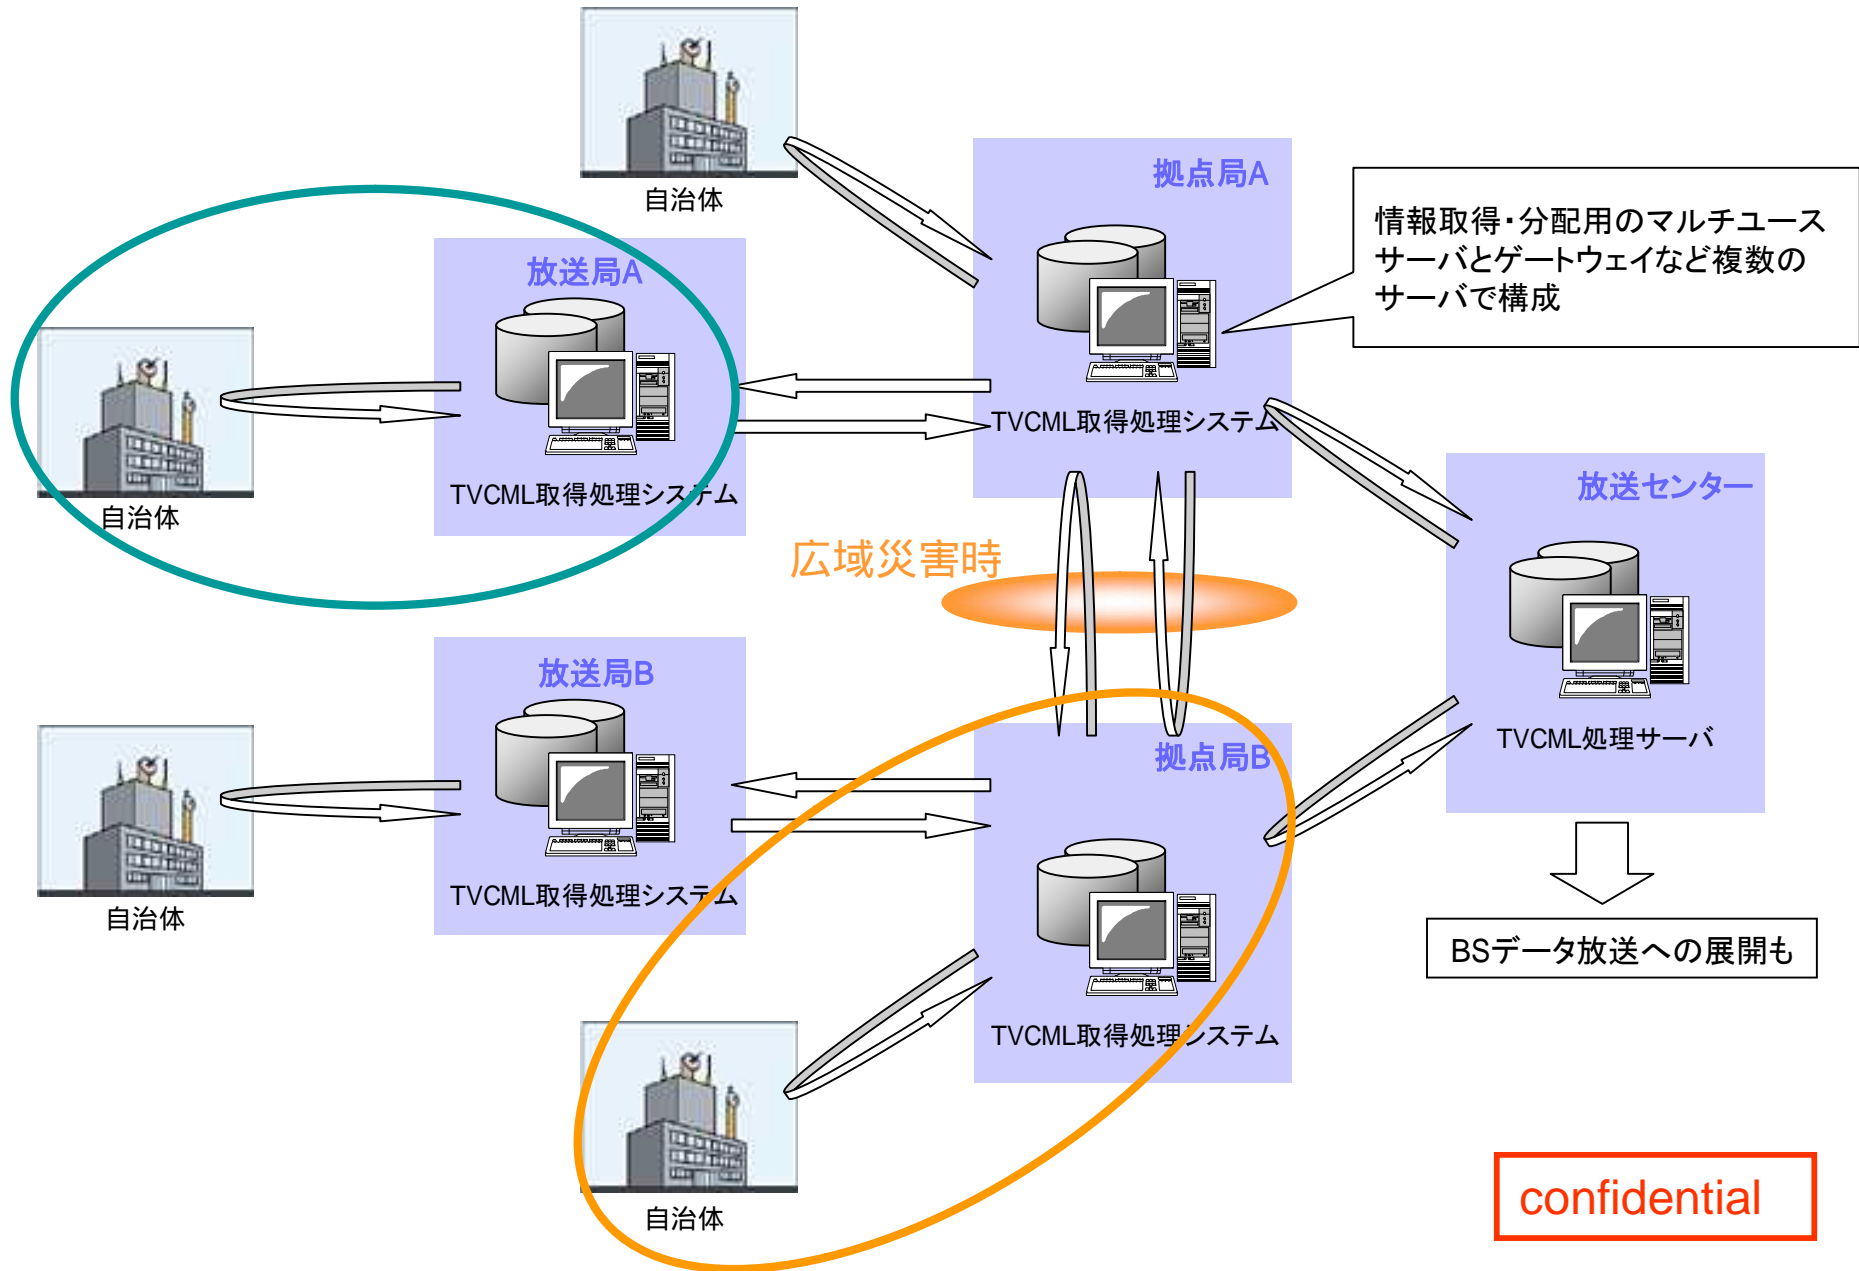 自治体
拠点局A
情報取得・分配用のマルチユース
サーバとゲートウェイなど複数の
サーバで構成
放送局A
TVCML取得処理システム
TVCML取得処理システム
自治体
放送センター
広域災害時
放送局B
TVCML処理サーバ
拠点局B
TVCML取得処理システム
自治体
BSデータ放送への展開も
TVCML取得処理システム
自治体
confidential